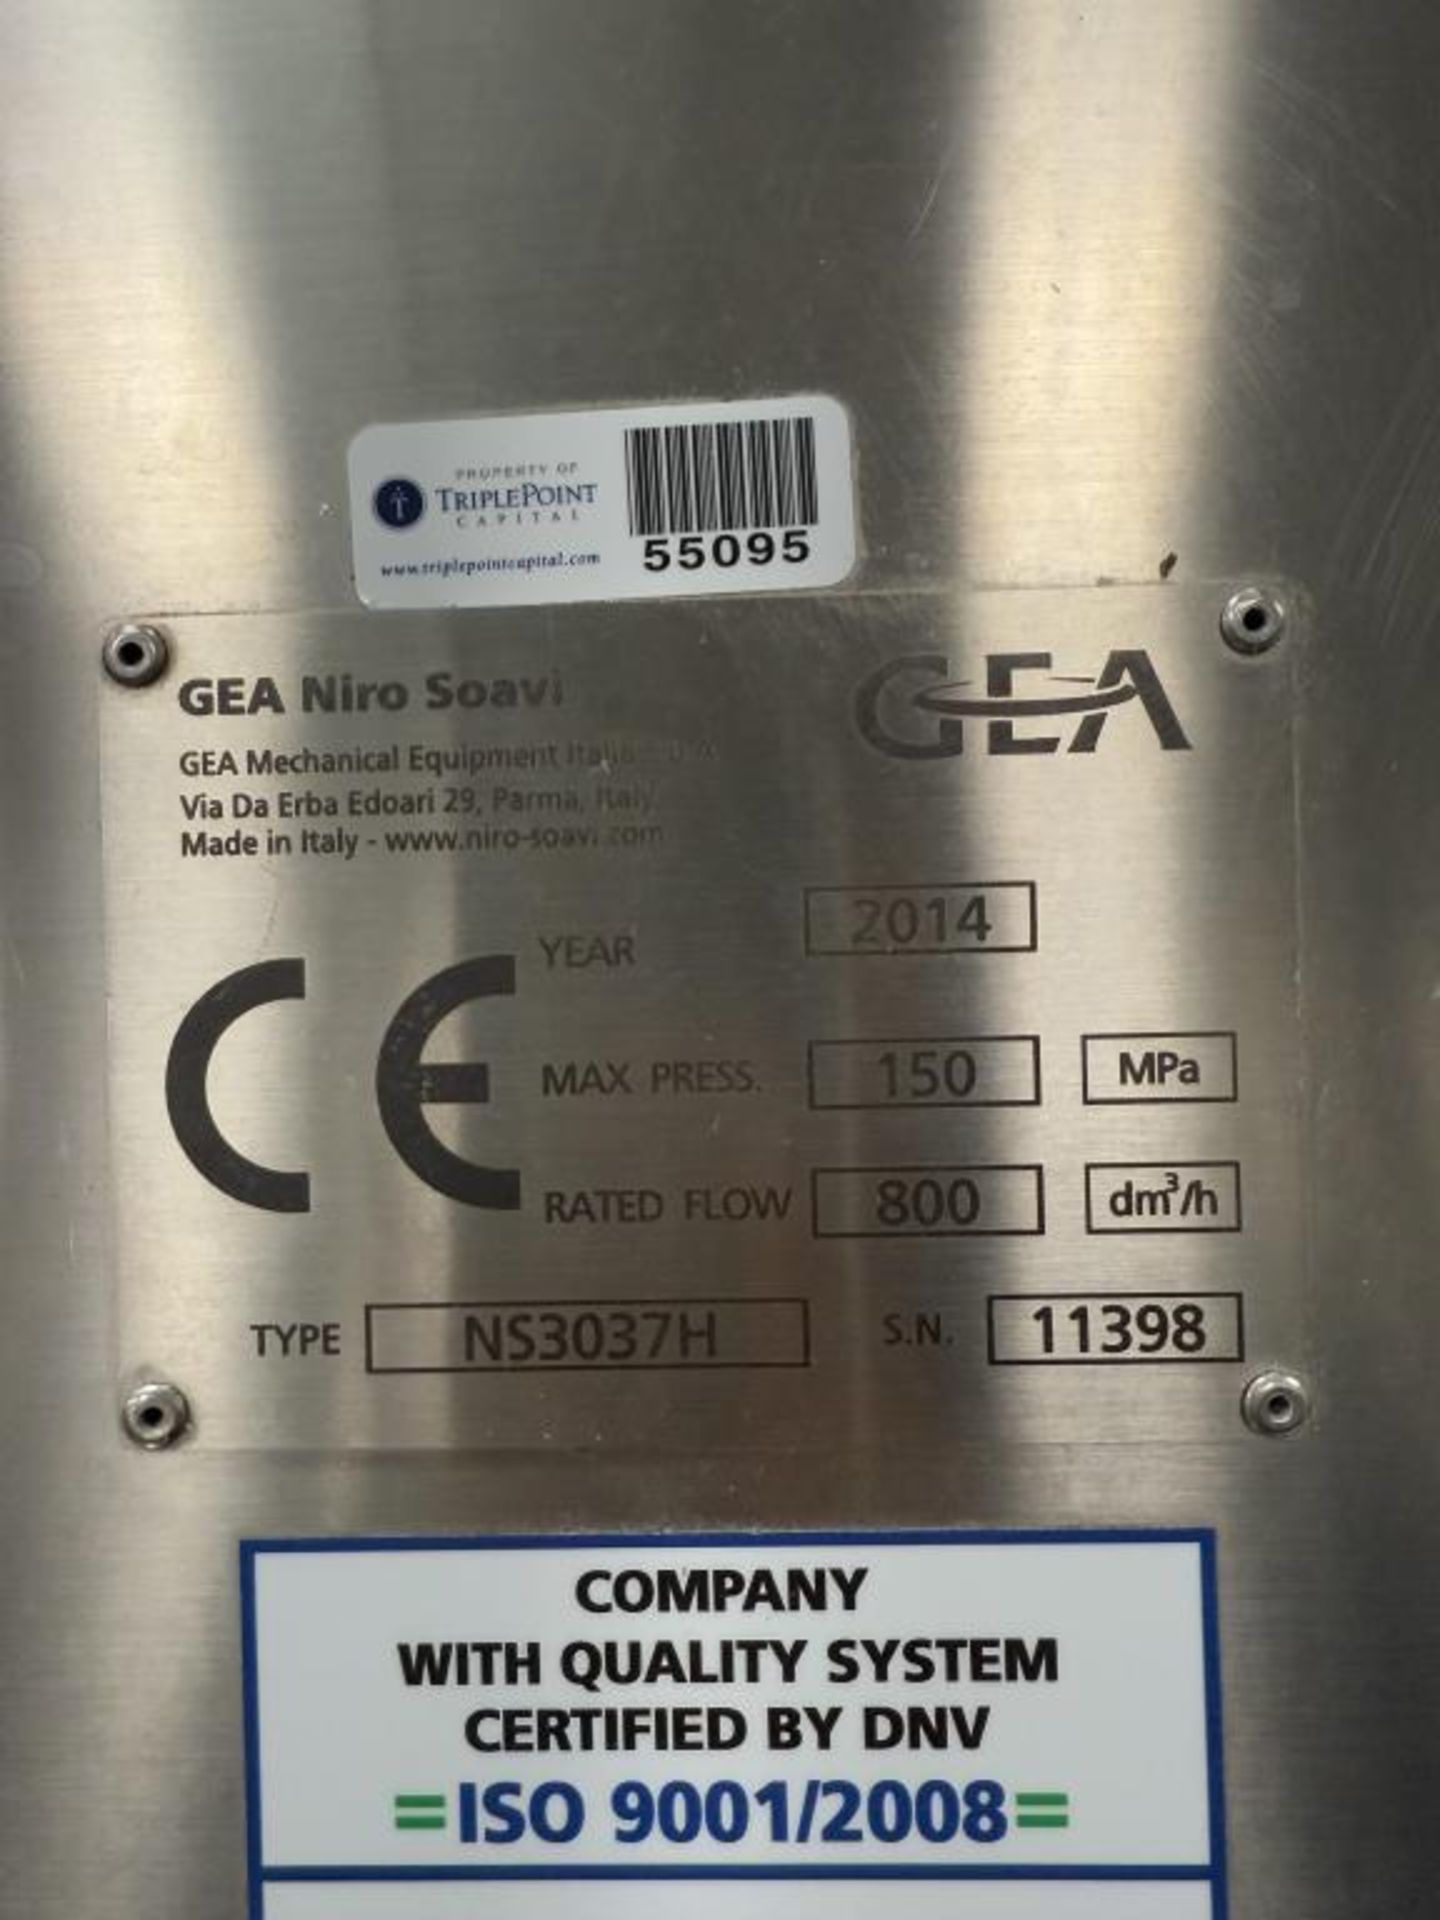 PROPERTY OF
TRIPLEPOINT
CAPITAL
www.triplepointcapital.com
55095
GEA Niro Soavi
GEA
GEA Mechanical Equipment Italia
Via Da Erba Edoari 29, Parma, Italy
Made in Italy - www.niro-soavi.com
CE
YEAR 2014
MAX PRESS. 150 MPa
RATED FLOW 800 dm³/h
TYPE NS3037H S.N. 11398
COMPANY
WITH QUALITY SYSTEM
CERTIFIED BY DNV
=ISO 9001/2008=